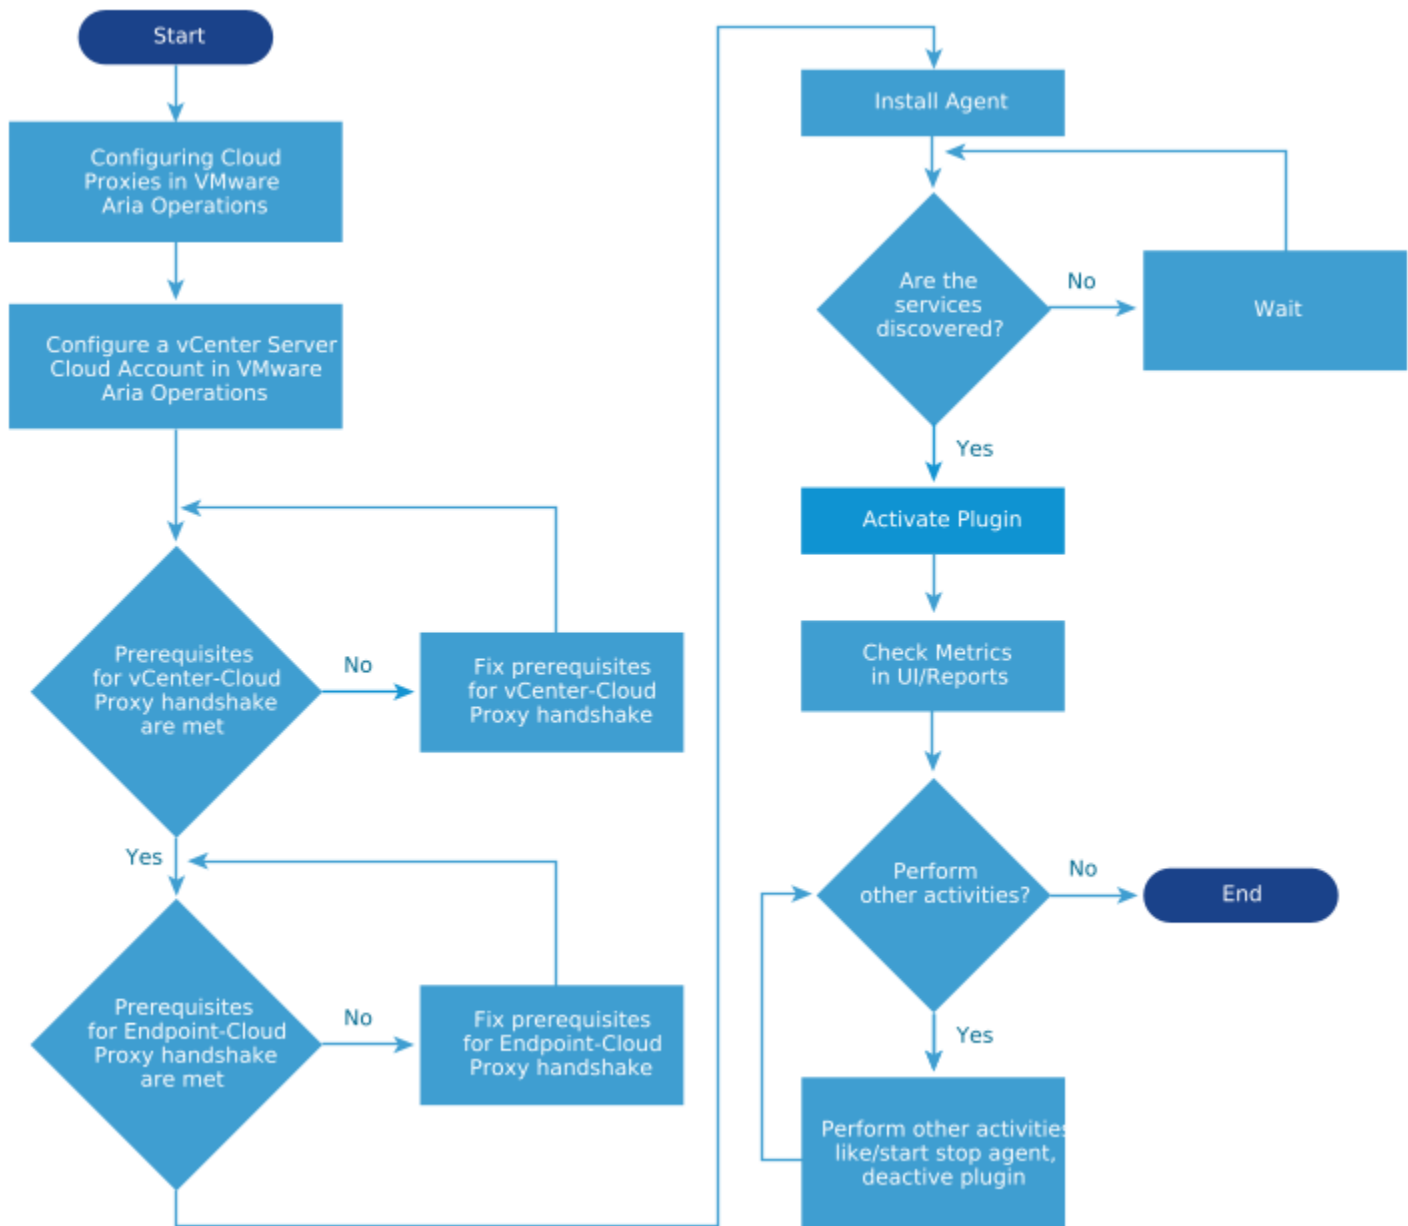 Start
Configuring Cloud
Proxies in VMware
Aria Operations
Configure a vCenter Server
Cloud Account in VMware
Aria Operations
Prerequisites
for vCenter-Cloud
Proxy handshake
are met
No
Fix prerequisites
for vCenter-Cloud
Proxy handshake
Yes
Prerequisites
for Endpoint-Cloud
Proxy handshake
are met
No
Fix prerequisites
for Endpoint-Cloud
Proxy handshake
Install Agent
Are the
services
discovered?
No
Wait
Yes
Activate Plugin
Check Metrics
in UI/Reports
Perform
other activities?
No
End
Yes
Perform other activities
like/start stop agent,
deactive plugin